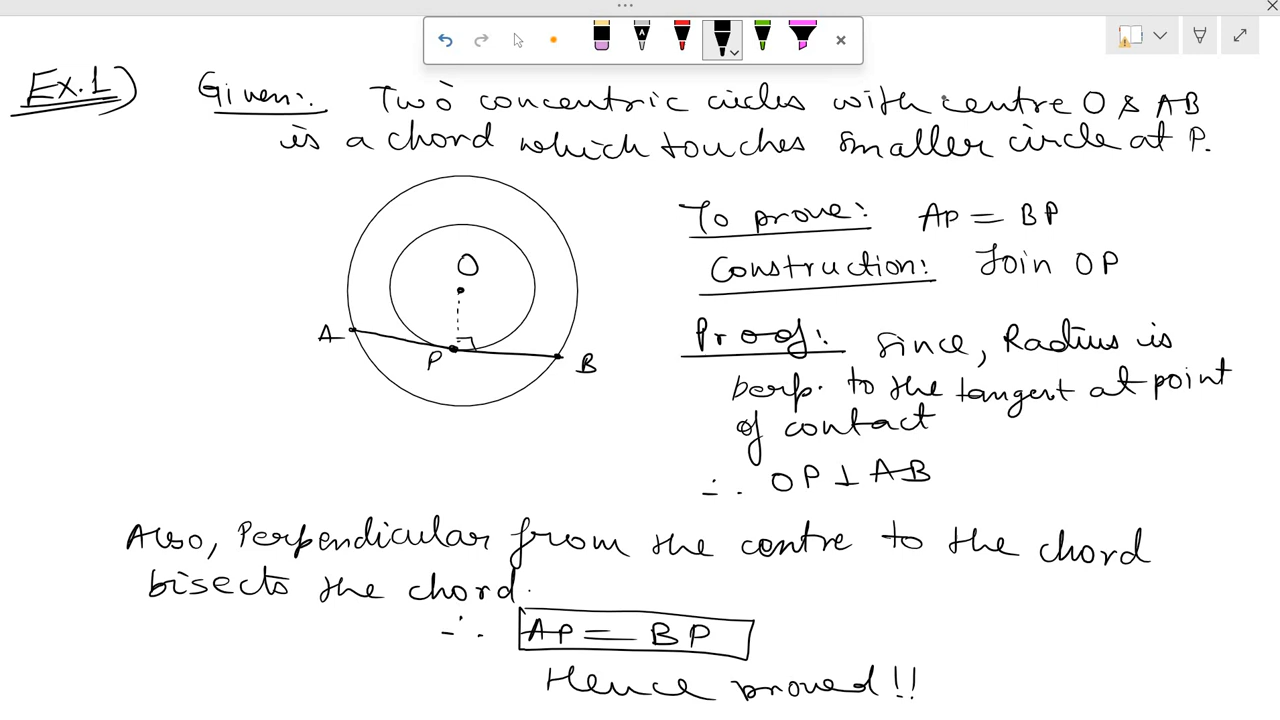 Ex.1) Given:. Two concentric circles with centre O & AB
is a chord which touches smaller circle at P.
O
A
P
B
To prove: AP = BP
Construction: Join OP
Proof: Since, Radius is
perp. to the tangent at point
of contact
∴ OP ⊥ AB
Also, Perpendicular from the centre to the chord
bisects the chord.
∴ AP = BP
Hence proved!!